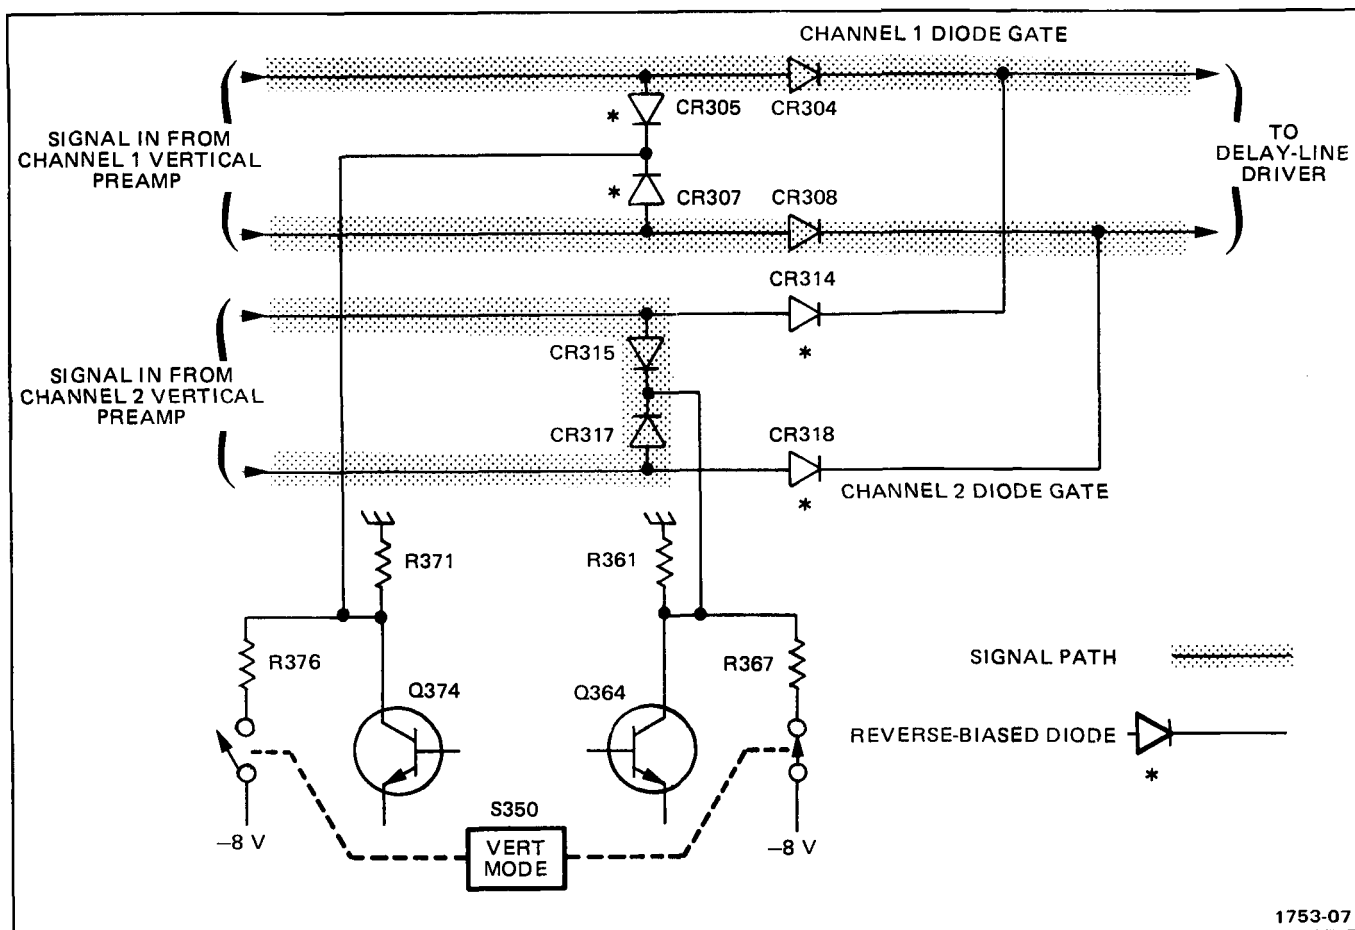 CHANNEL 1 DIODE GATE
SIGNAL IN FROM
CHANNEL 1 VERTICAL
PREAMP
*
CR305
CR304
TO
DELAY-LINE
DRIVER
*
CR307
CR308
CR314
*
SIGNAL IN FROM
CHANNEL 2 VERTICAL
PREAMP
CR315
CR317
CR318
*
CHANNEL 2 DIODE GATE
R371
R361
R376
R367
Q374
Q364
SIGNAL PATH
REVERSE-BIASED DIODE
*
S350
VERT
MODE
−8 V
−8 V
1753-07